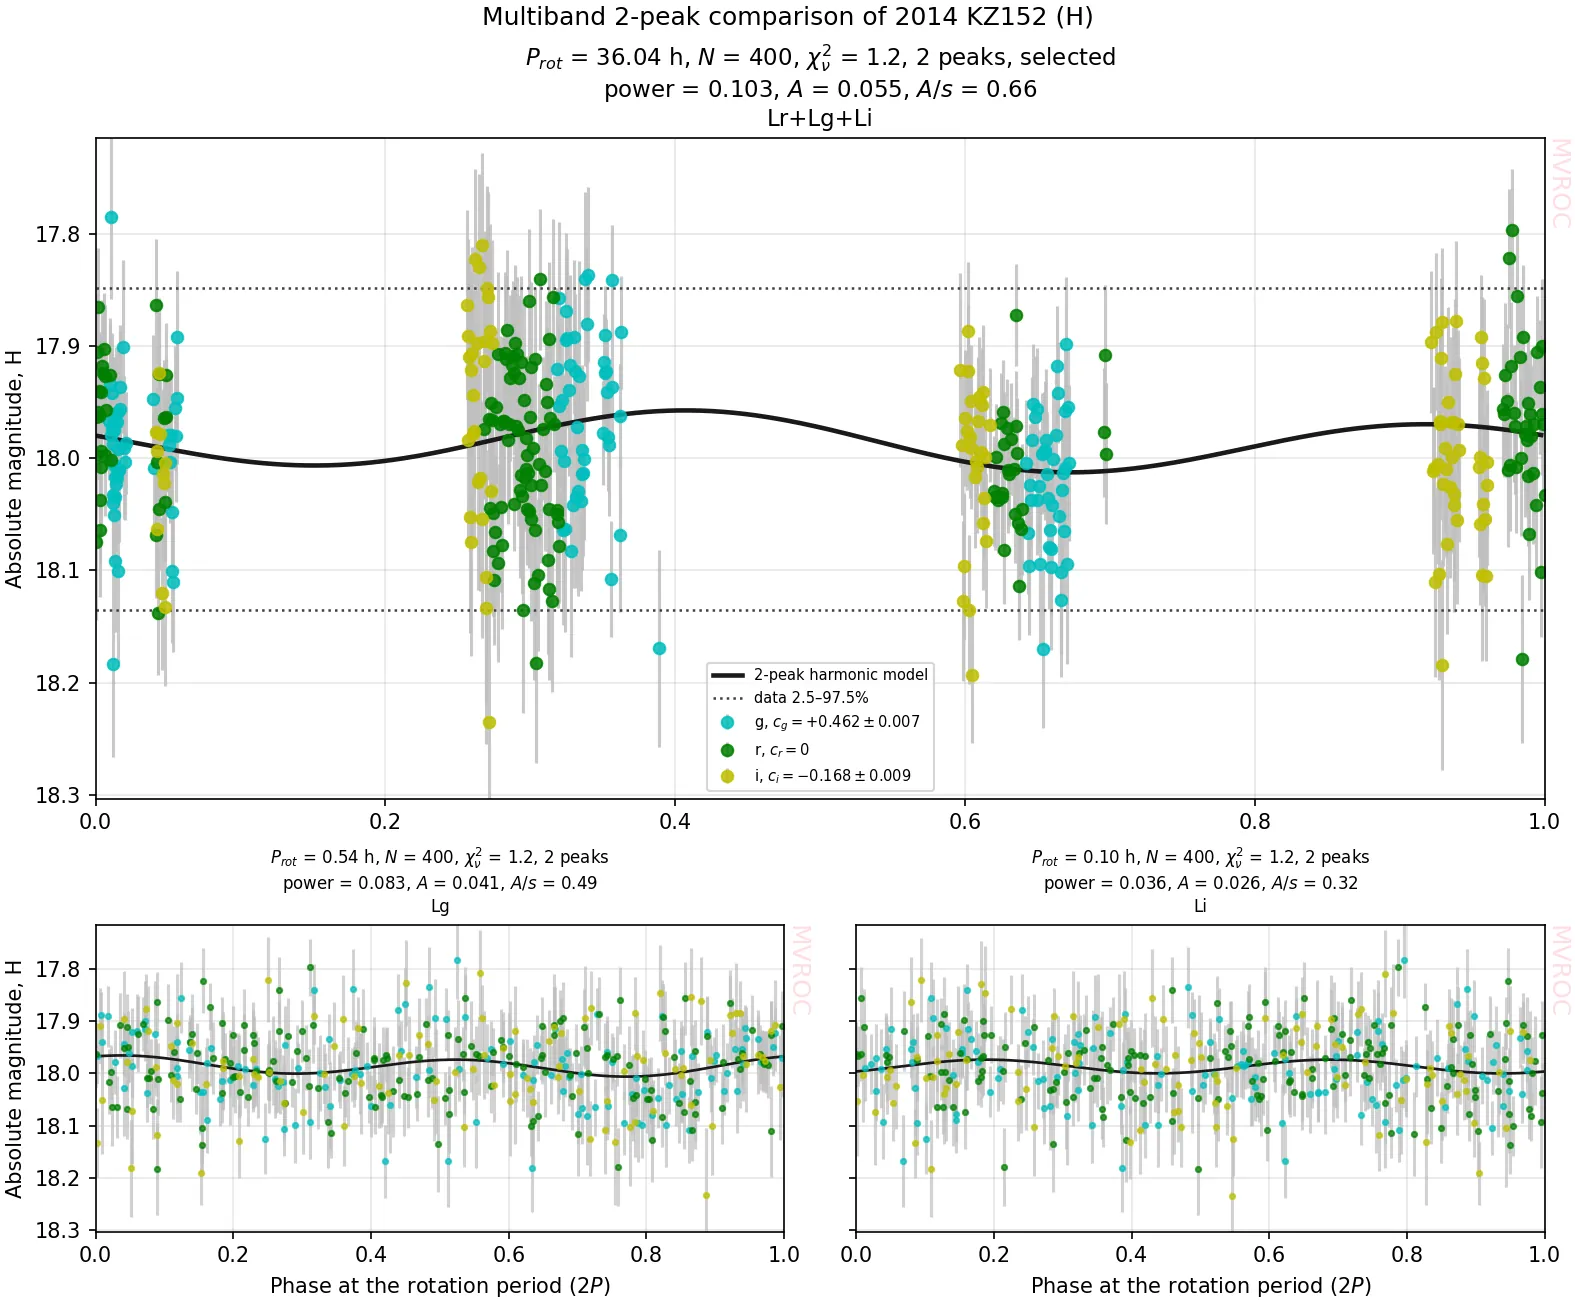 Multiband 2-peak comparison of 2014 KZ152 (H)
P_rot = 36.04 h, N = 400, χ²_ν = 1.2, 2 peaks, selected
power = 0.103, A = 0.055, A/s = 0.66
Lr+Lg+Li
MVROC
Absolute magnitude, H
17.8
17.9
18.0
18.1
18.2
18.3
2-peak harmonic model
data 2.5–97.5%
g, c_g = +0.462 ± 0.007
r, c_r = 0
i, c_i = −0.168 ± 0.009
0.0 0.2 0.4 0.6 0.8 1.0
P_rot = 0.54 h, N = 400, χ²_ν = 1.2, 2 peaks
power = 0.083, A = 0.041, A/s = 0.49
Lg
MVROC
Absolute magnitude, H
17.8
17.9
18.0
18.1
18.2
18.3
0.0 0.2 0.4 0.6 0.8 1.0
Phase at the rotation period (2P)
P_rot = 0.10 h, N = 400, χ²_ν = 1.2, 2 peaks
power = 0.036, A = 0.026, A/s = 0.32
Li
MVROC
0.0 0.2 0.4 0.6 0.8 1.0
Phase at the rotation period (2P)